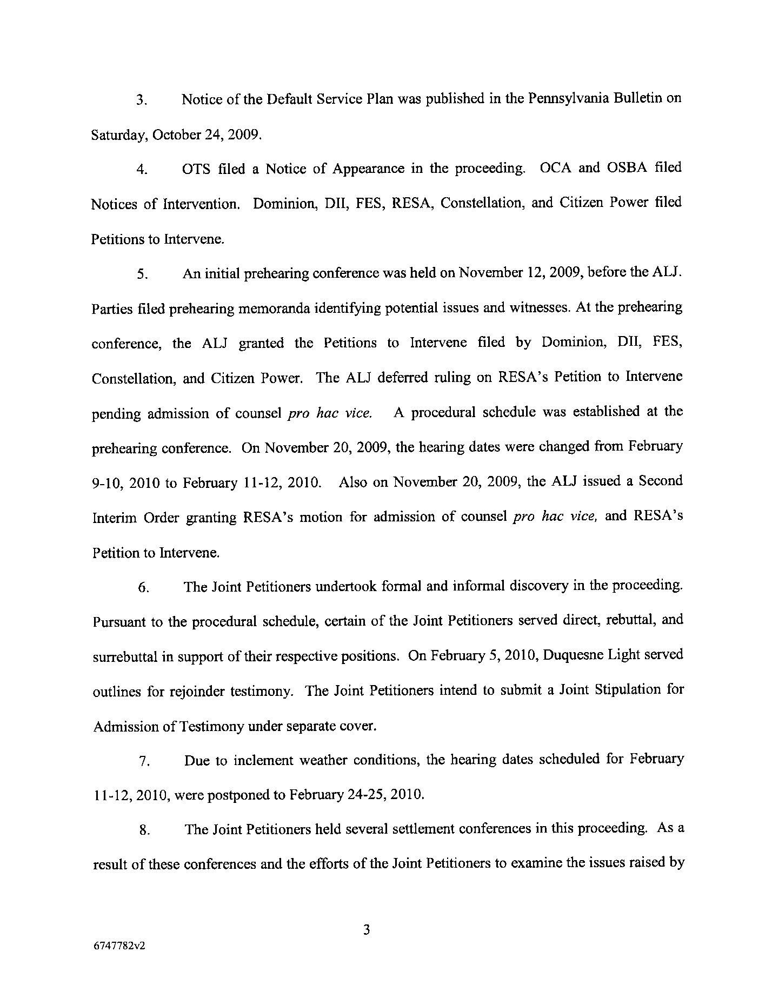 3. Notice of the Default Service Plan was published in the Pennsylvania Bulletin on
Saturday, October 24, 2009.
4. OTS filed a Notice of Appearance in the proceeding. OCA and OSBA filed
Notices of Intervention. Dominion, DII, FES, RESA, Constellation, and Citizen Power filed
Petitions to Intervene.
5. An initial prehearing conference was held on November 12, 2009, before the ALJ.
Parties filed prehearing memoranda identifying potential issues and witnesses. At the prehearing
conference, the ALJ granted the Petitions to Intervene filed by Dominion, DII, FES,
Constellation, and Citizen Power. The ALJ deferred ruling on RESA's Petition to Intervene
pending admission of counsel pro hac vice. A procedural schedule was established at the
prehearing conference. On November 20, 2009, the hearing dates were changed from February
9-10, 2010 to February 11-12, 2010. Also on November 20, 2009, the ALJ issued a Second
Interim Order granting RESA's motion for admission of counsel pro hac vice, and RESA's
Petition to Intervene.
6. The Joint Petitioners undertook formal and informal discovery in the proceeding.
Pursuant to the procedural schedule, certain of the Joint Petitioners served direct, rebuttal, and
surrebuttal in support of their respective positions. On February 5, 2010, Duquesne Light served
outlines for rejoinder testimony. The Joint Petitioners intend to submit a Joint Stipulation for
Admission of Testimony under separate cover.
7. Due to inclement weather conditions, the hearing dates scheduled for February
11-12, 2010, were postponed to February 24-25, 2010.
8. The Joint Petitioners held several settlement conferences in this proceeding. As a
result of these conferences and the efforts of the Joint Petitioners to examine the issues raised by
3
6747782v2